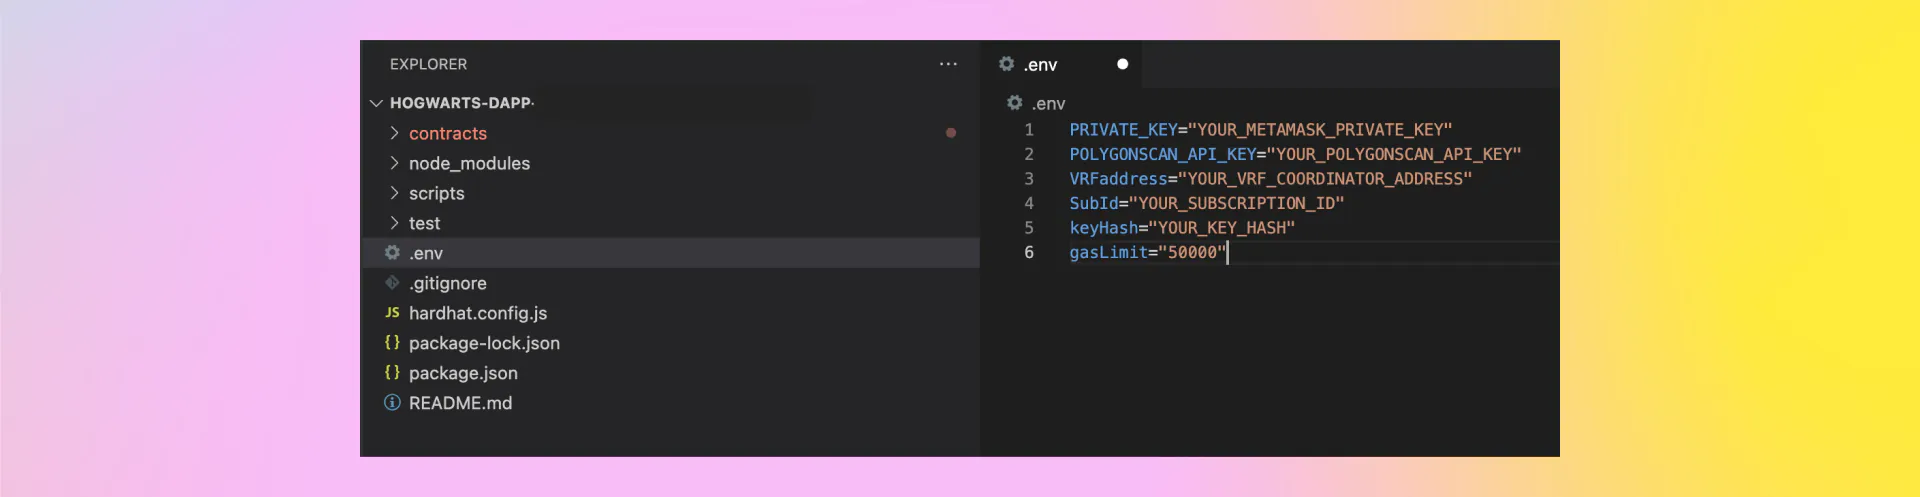 EXPLORER
HOGWARTS-DAPP
contracts
node_modules
scripts
test
.env
.gitignore
JS hardhat.config.js
{} package-lock.json
{} package.json
README.md
.env
.env
1 PRIVATE_KEY="YOUR_METAMASK_PRIVATE_KEY"
2 POLYGONSCAN_API_KEY="YOUR_POLYGONSCAN_API_KEY"
3 VRFaddress="YOUR_VRF_COORDINATOR_ADDRESS"
4 SubId="YOUR_SUBSCRIPTION_ID"
5 keyHash="YOUR_KEY_HASH"
6 gasLimit="50000"